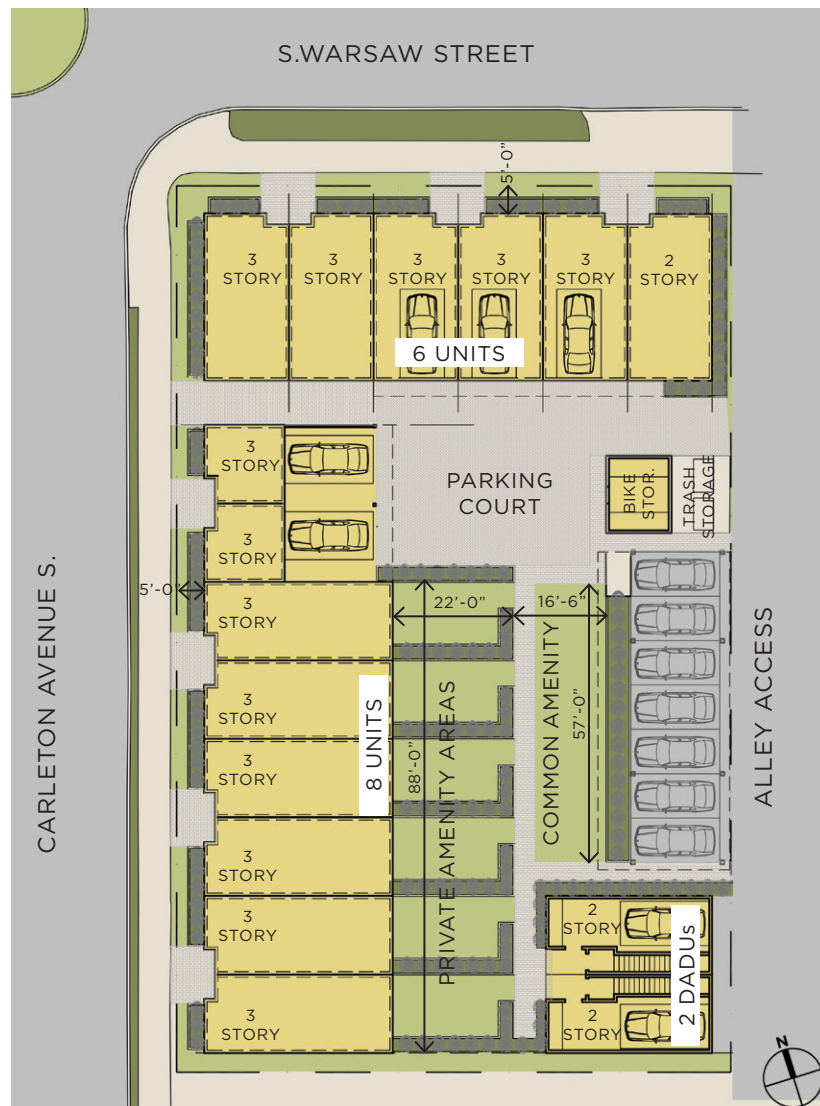 S.WARSAW STREET
5'-0"
3
STORY
3
STORY
3
STORY
3
STORY
3
STORY
2
STORY
6 UNITS
3
STORY
PARKING
COURT
BIKE
STOR.
TRASH
STORAGE
3
STORY
5'-0"
3
STORY
22'-0"
16'-6"
3
STORY
3
STORY
3
STORY
3
STORY
3
STORY
8 UNITS
88'-0"
PRIVATE AMENITY AREAS
COMMON AMENITY
57'-0"
CARLETON AVENUE S.
ALLEY ACCESS
2
STORY
2
STORY
2 DADUs
N